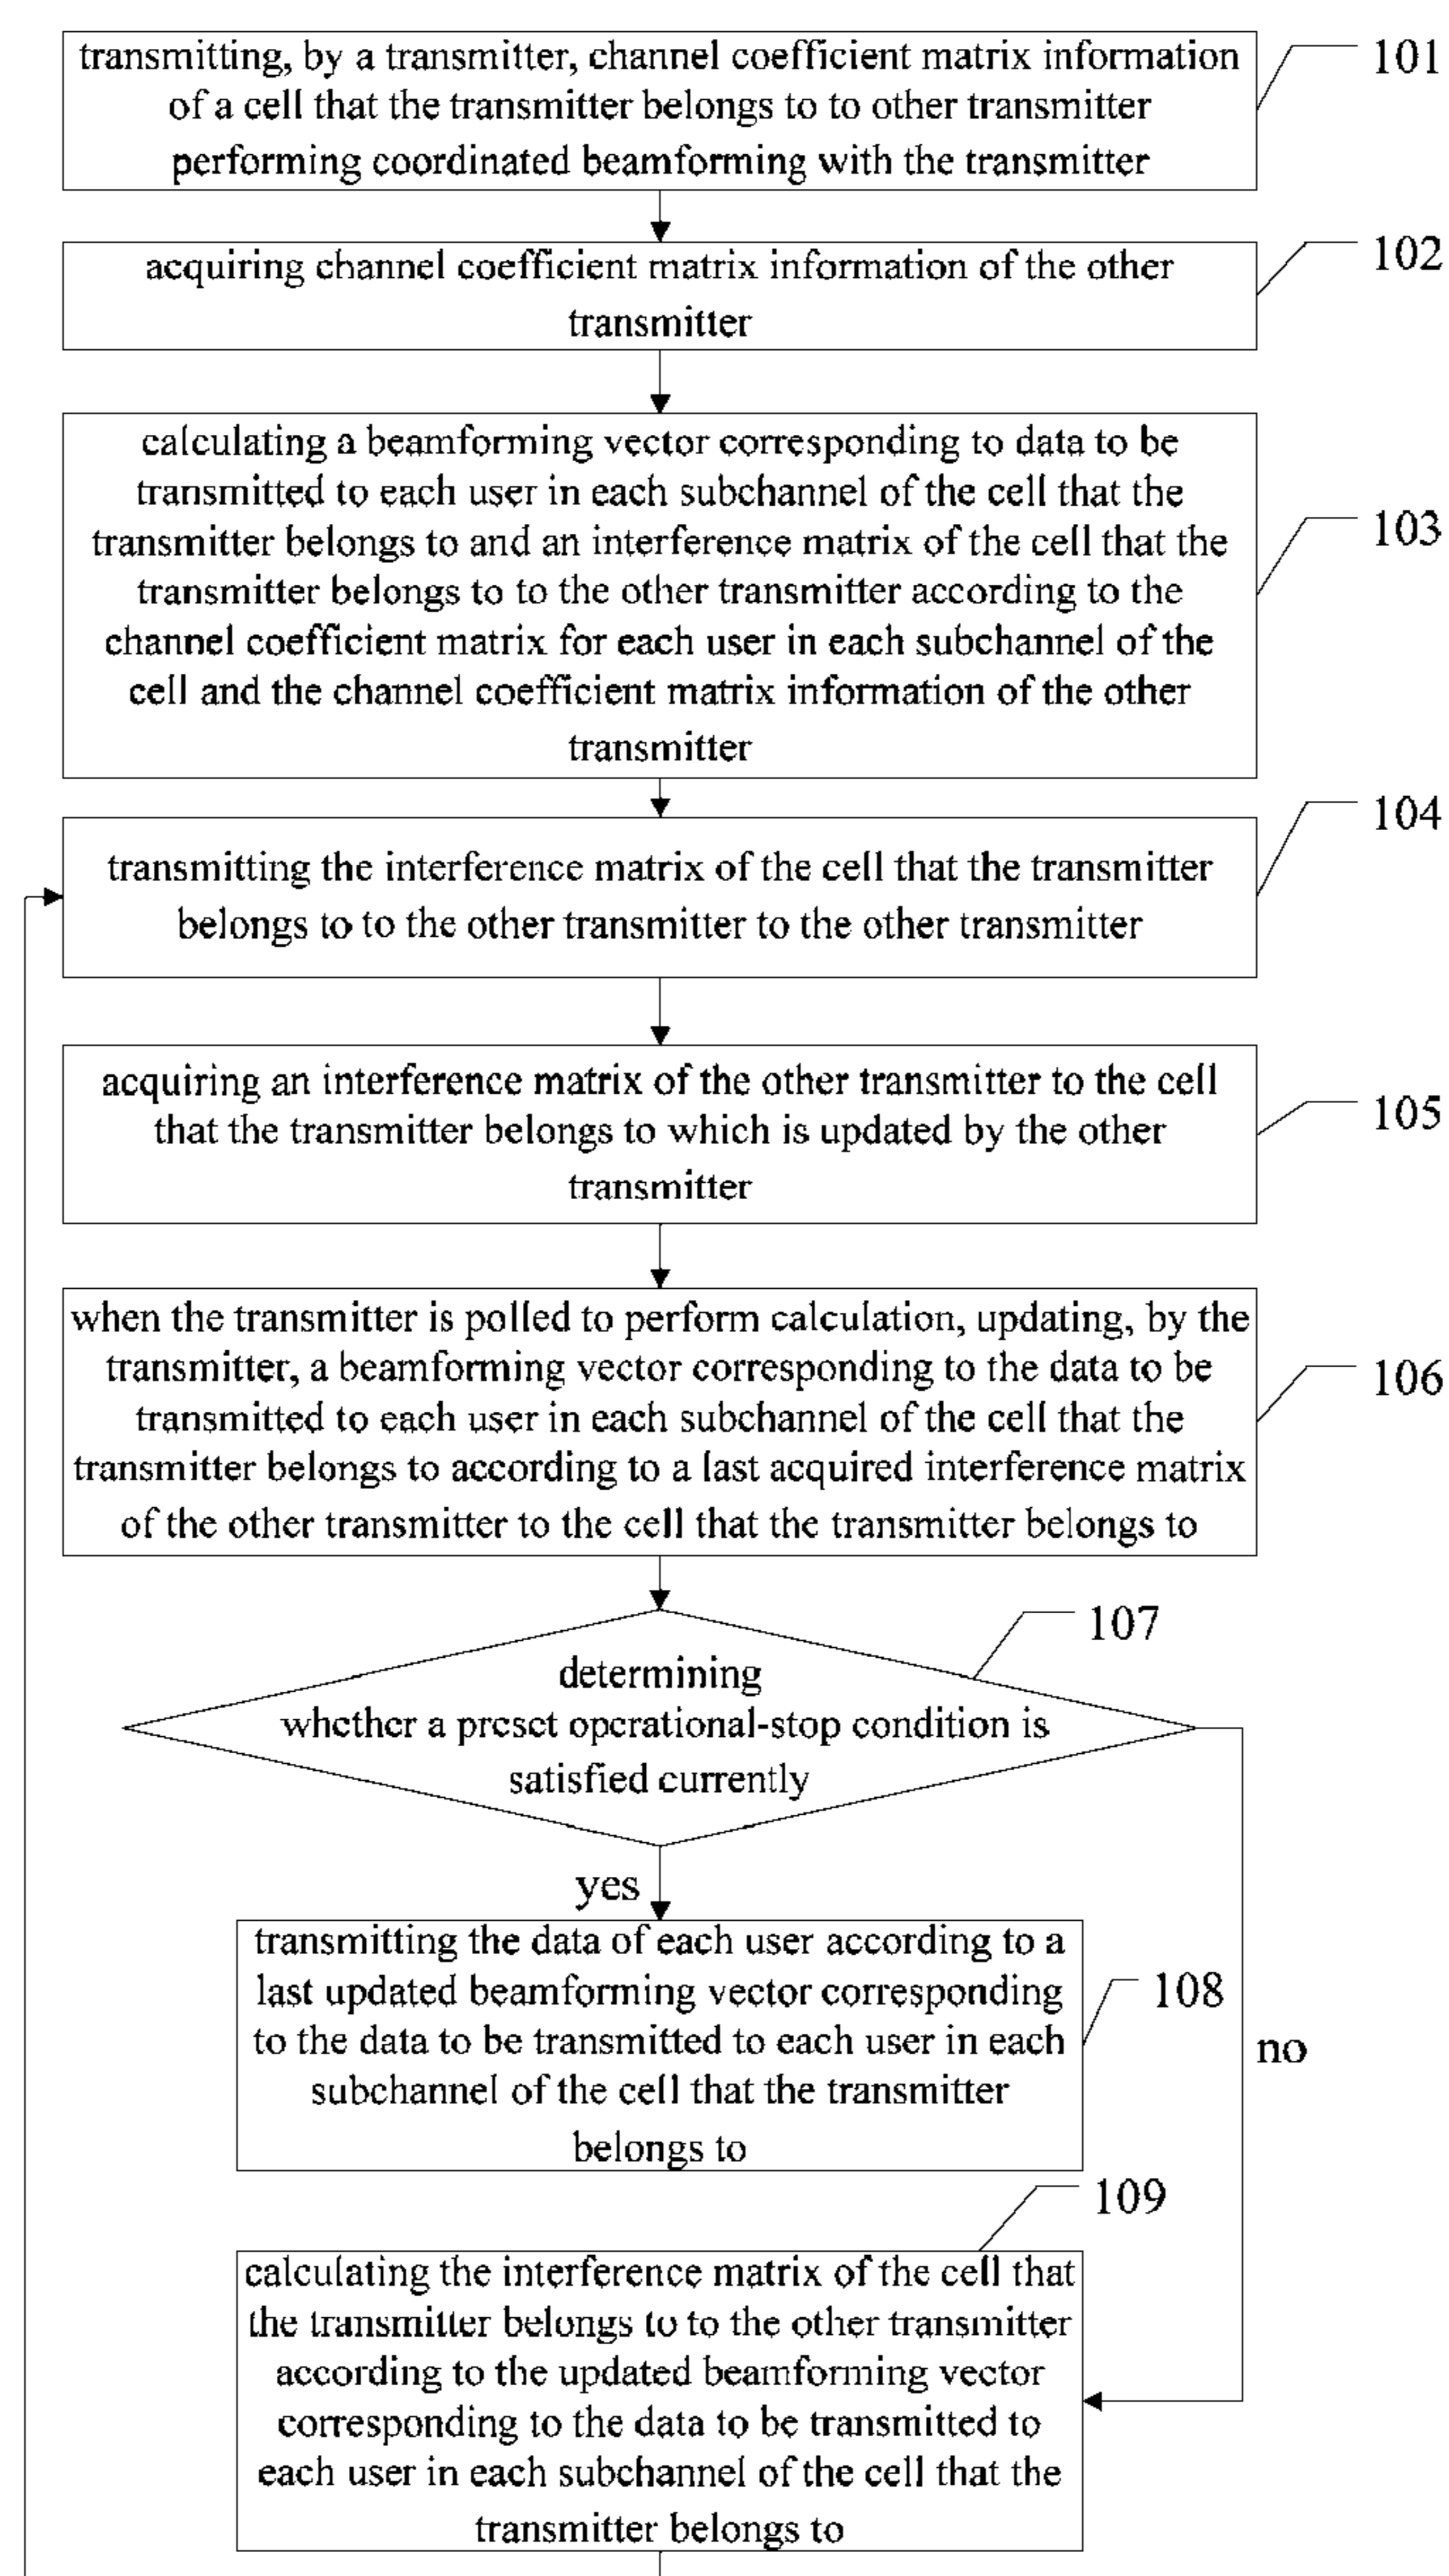 transmitting, by a transmitter, channel coefficient matrix information
of a cell that the transmitter belongs to to other transmitter
performing coordinated beamforming with the transmitter
101
acquiring channel coefficient matrix information of the other
transmitter
102
calculating a beamforming vector corresponding to data to be
transmitted to each user in each subchannel of the cell that the
transmitter belongs to and an interference matrix of the cell that the
transmitter belongs to to the other transmitter according to the
channel coefficient matrix for each user in each subchannel of the
cell and the channel coefficient matrix information of the other
transmitter
103
transmitting the interference matrix of the cell that the transmitter
belongs to to the other transmitter to the other transmitter
104
acquiring an interference matrix of the other transmitter to the cell
that the transmitter belongs to which is updated by the other
transmitter
105
when the transmitter is polled to perform calculation, updating, by the
transmitter, a beamforming vector corresponding to the data to be
transmitted to each user in each subchannel of the cell that the
transmitter belongs to according to a last acquired interference matrix
of the other transmitter to the cell that the transmitter belongs to
106
determining
whether a preset operational-stop condition is
satisfied currently
107
yes
no
transmitting the data of each user according to a
last updated beamforming vector corresponding
to the data to be transmitted to each user in each
subchannel of the cell that the transmitter
belongs to
108
calculating the interference matrix of the cell that
the transmitter belongs to to the other transmitter
according to the updated beamforming vector
corresponding to the data to be transmitted to
each user in each subchannel of the cell that the
transmitter belongs to
109